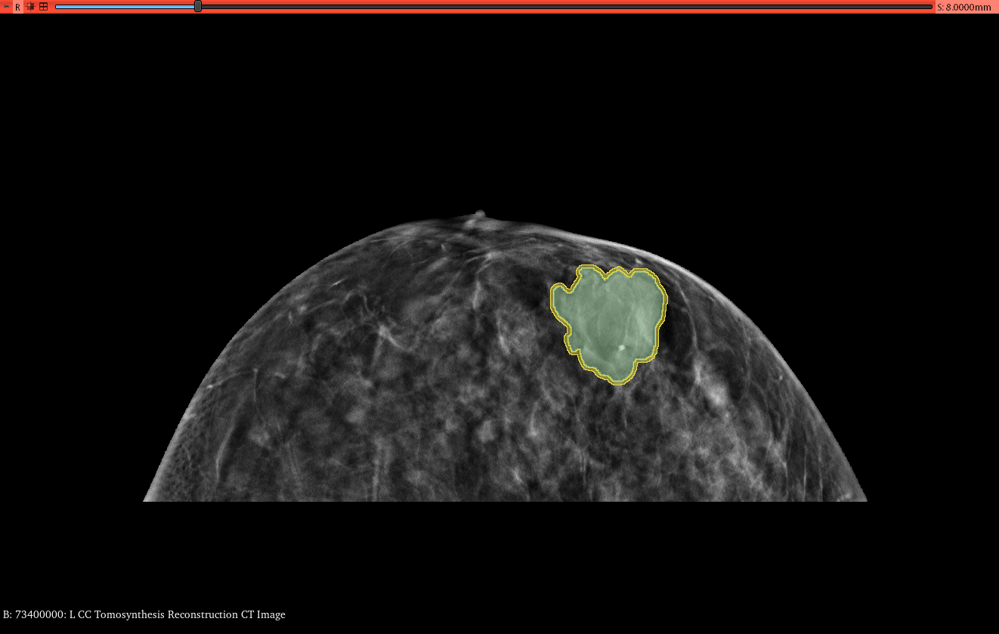 R
S: 8.0000mm
B: 73400000: L CC Tomosynthesis Reconstruction CT Image